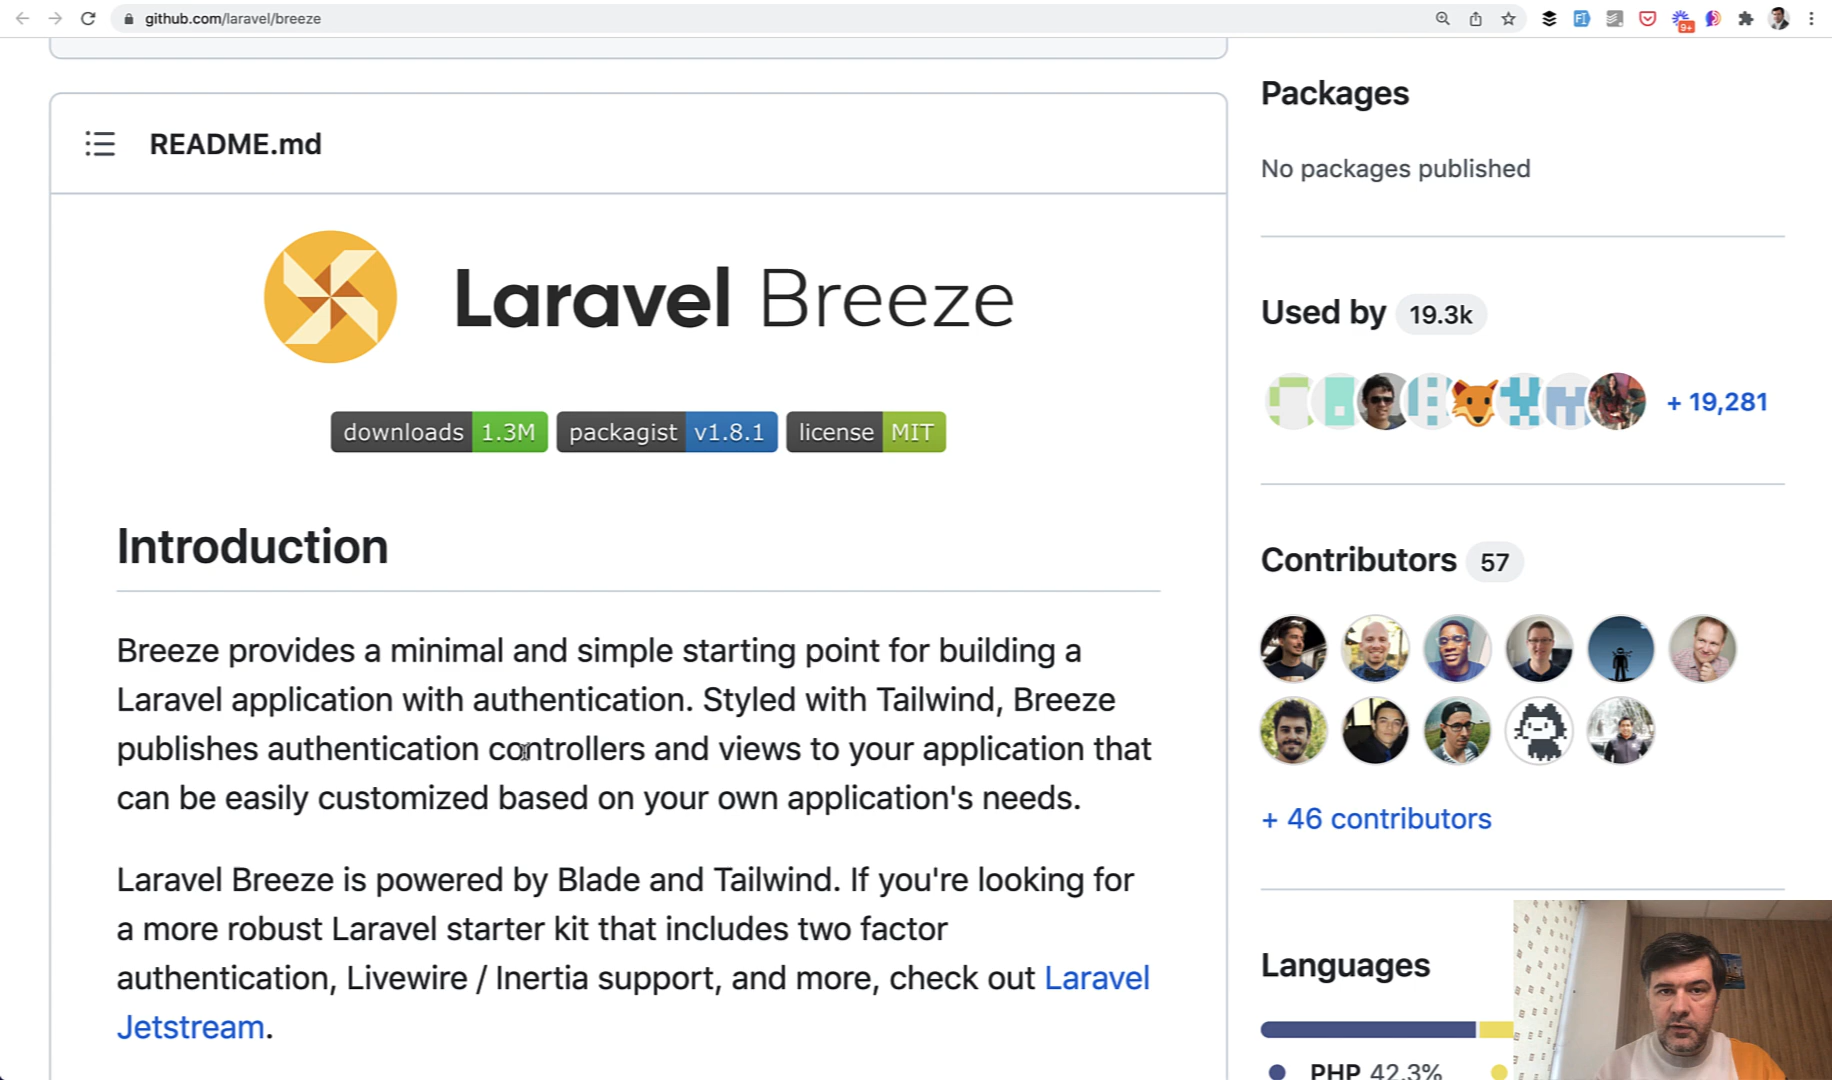 github.com/laravel/breeze
9+
README.md
Laravel Breeze
downloads 1.3M packagist v1.8.1 license MIT
Introduction
Breeze provides a minimal and simple starting point for building a
Laravel application with authentication. Styled with Tailwind, Breeze
publishes authentication controllers and views to your application that
can be easily customized based on your own application's needs.
Laravel Breeze is powered by Blade and Tailwind. If you're looking for
a more robust Laravel starter kit that includes two factor
authentication, Livewire / Inertia support, and more, check out Laravel
Jetstream.
Packages
No packages published
Used by 19.3k
+ 19,281
Contributors 57
+ 46 contributors
Languages
PHP 42.3%